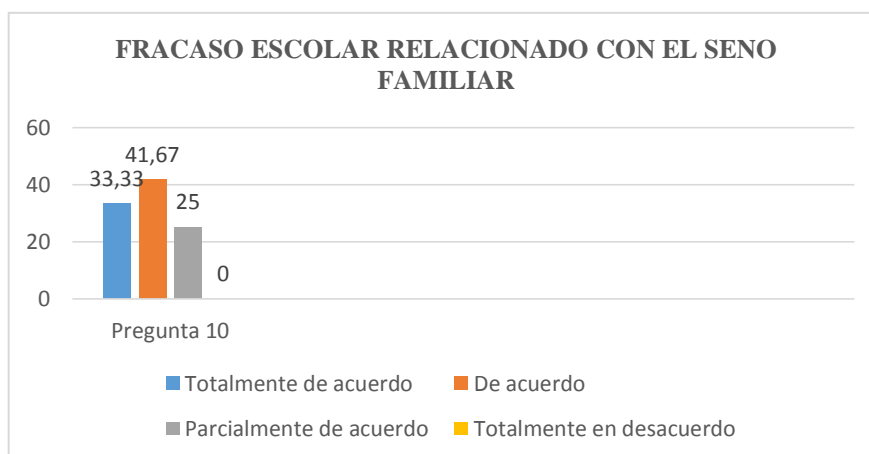 FRACASO ESCOLAR RELACIONADO CON EL SENO
FAMILIAR
60
40
20
0
33,33
41,67
25
0
Pregunta 10
Totalmente de acuerdo
De acuerdo
Parcialmente de acuerdo
Totalmente en desacuerdo